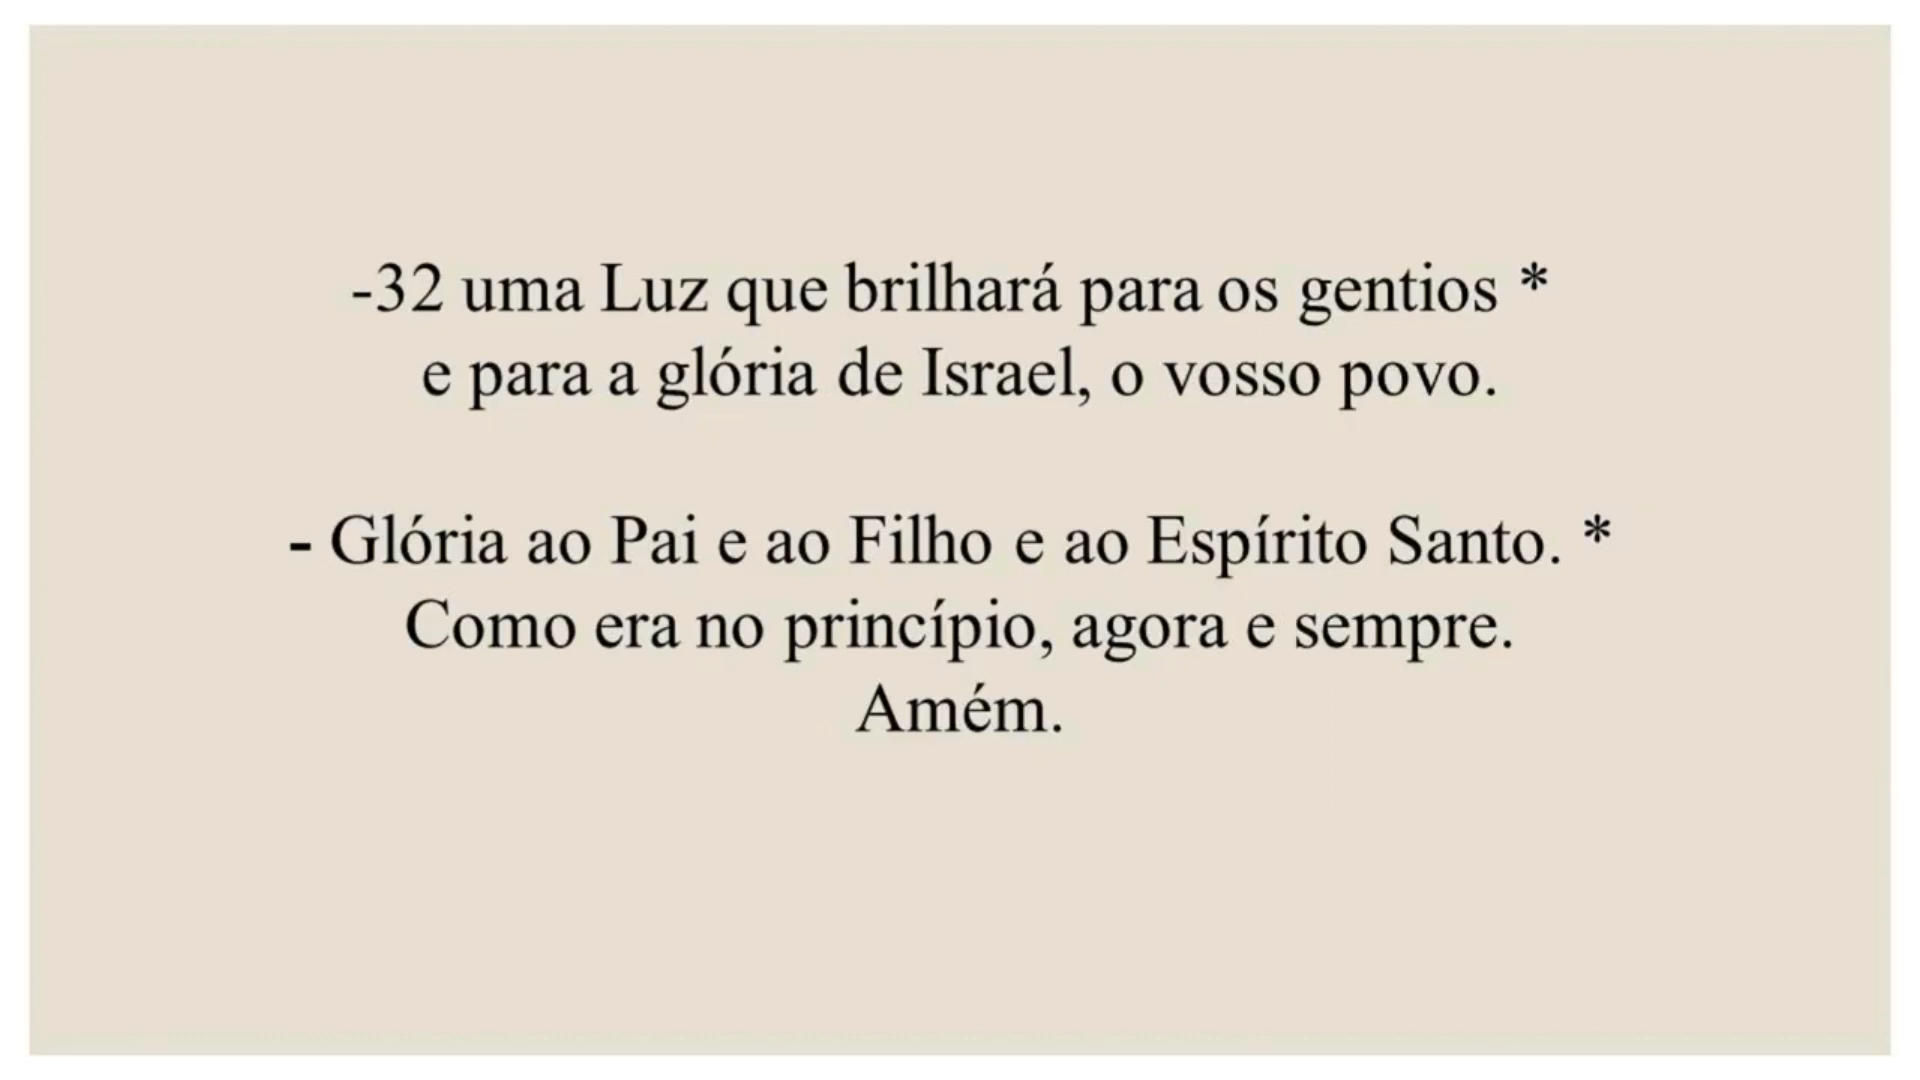 -32 uma Luz que brilhará para os gentios *
e para a glória de Israel, o vosso povo.
- Glória ao Pai e ao Filho e ao Espírito Santo. *
Como era no princípio, agora e sempre.
Amém.